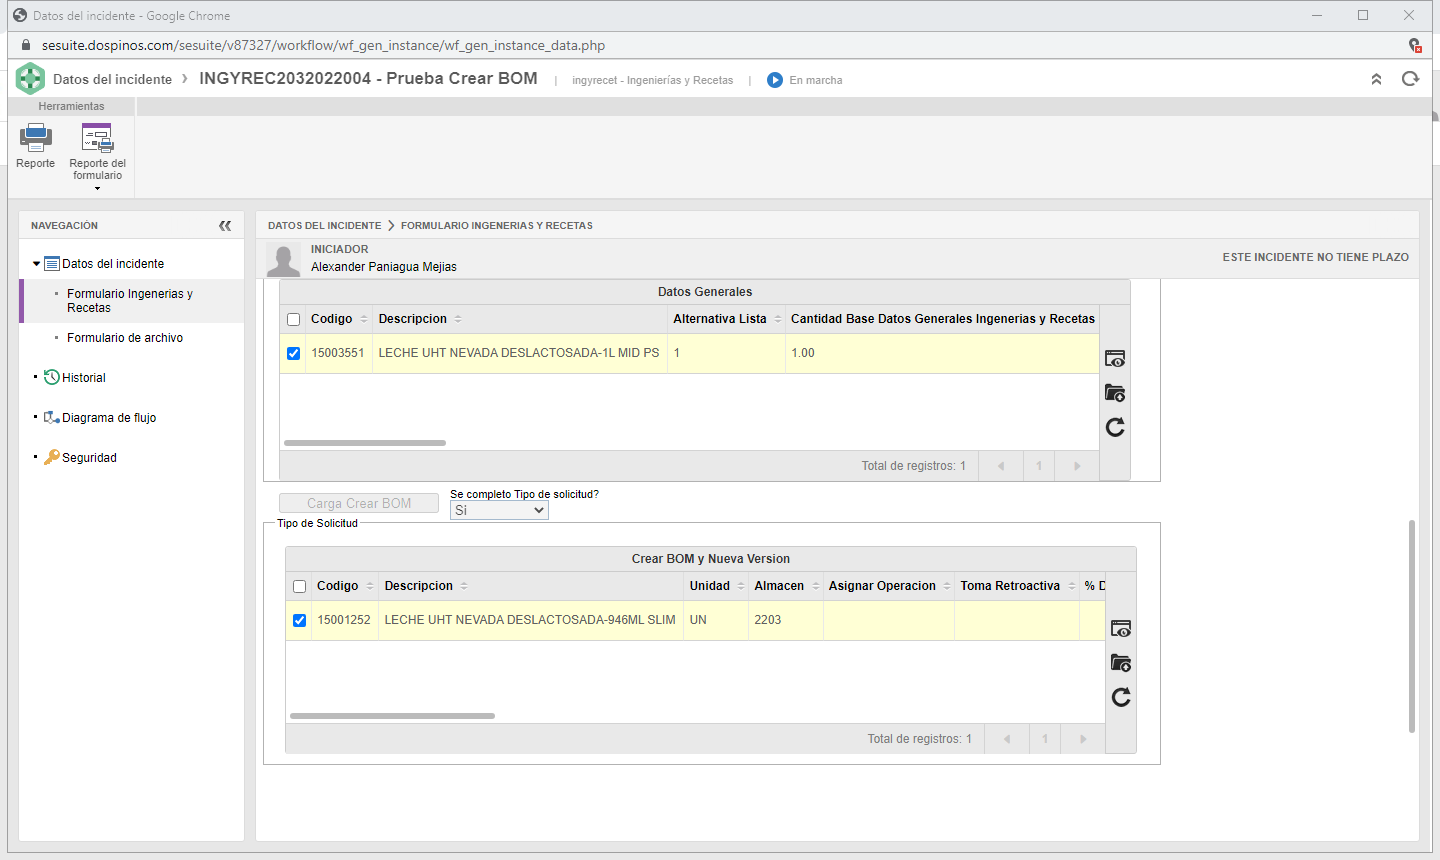 Datos del incidente - Google Chrome
sesuite.dospinos.com/sesuite/v87327/workflow/wf_gen_instance/wf_gen_instance_data.php
Datos del incidente › INGYREC2032022004 - Prueba Crear BOM | ingyrecet - Ingenierías y Recetas | En marcha
Herramientas
Reporte
Reporte del
formulario
NAVEGACIÓN
Datos del incidente
Formulario Ingenerias y
Recetas
Formulario de archivo
Historial
Diagrama de flujo
Seguridad
DATOS DEL INCIDENTE > FORMULARIO INGENERIAS Y RECETAS
INICIADOR
Alexander Paniagua Mejias
ESTE INCIDENTE NO TIENE PLAZO
Datos Generales
Codigo Descripcion Alternativa Lista Cantidad Base Datos Generales Ingenerias y Recetas
15003551 LECHE UHT NEVADA DESLACTOSADA-1L MID PS 1 1.00
Total de registros: 1 1
Carga Crear BOM
Se completo Tipo de solicitud?
Si
Tipo de Solicitud
Crear BOM y Nueva Version
Codigo Descripcion Unidad Almacen Asignar Operacion Toma Retroactiva % D
15001252 LECHE UHT NEVADA DESLACTOSADA-946ML SLIM UN 2203
Total de registros: 1 1